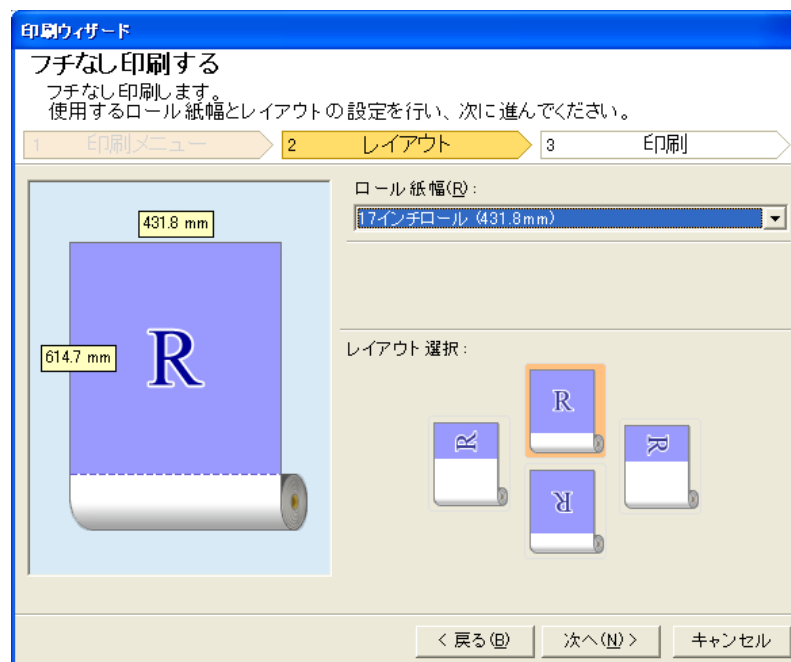 印刷ウィザード
フチなし印刷する
フチなし印刷します。
使用するロール紙幅とレイアウトの設定を行い、次に進んでください。
1 印刷メニュー 2 レイアウト 3 印刷
ロール紙幅(R):
17インチロール (431.8mm)
431.8 mm
614.7 mm
R
レイアウト選択:
R
R
R
R
< 戻る(B) 次へ(N) > キャンセル